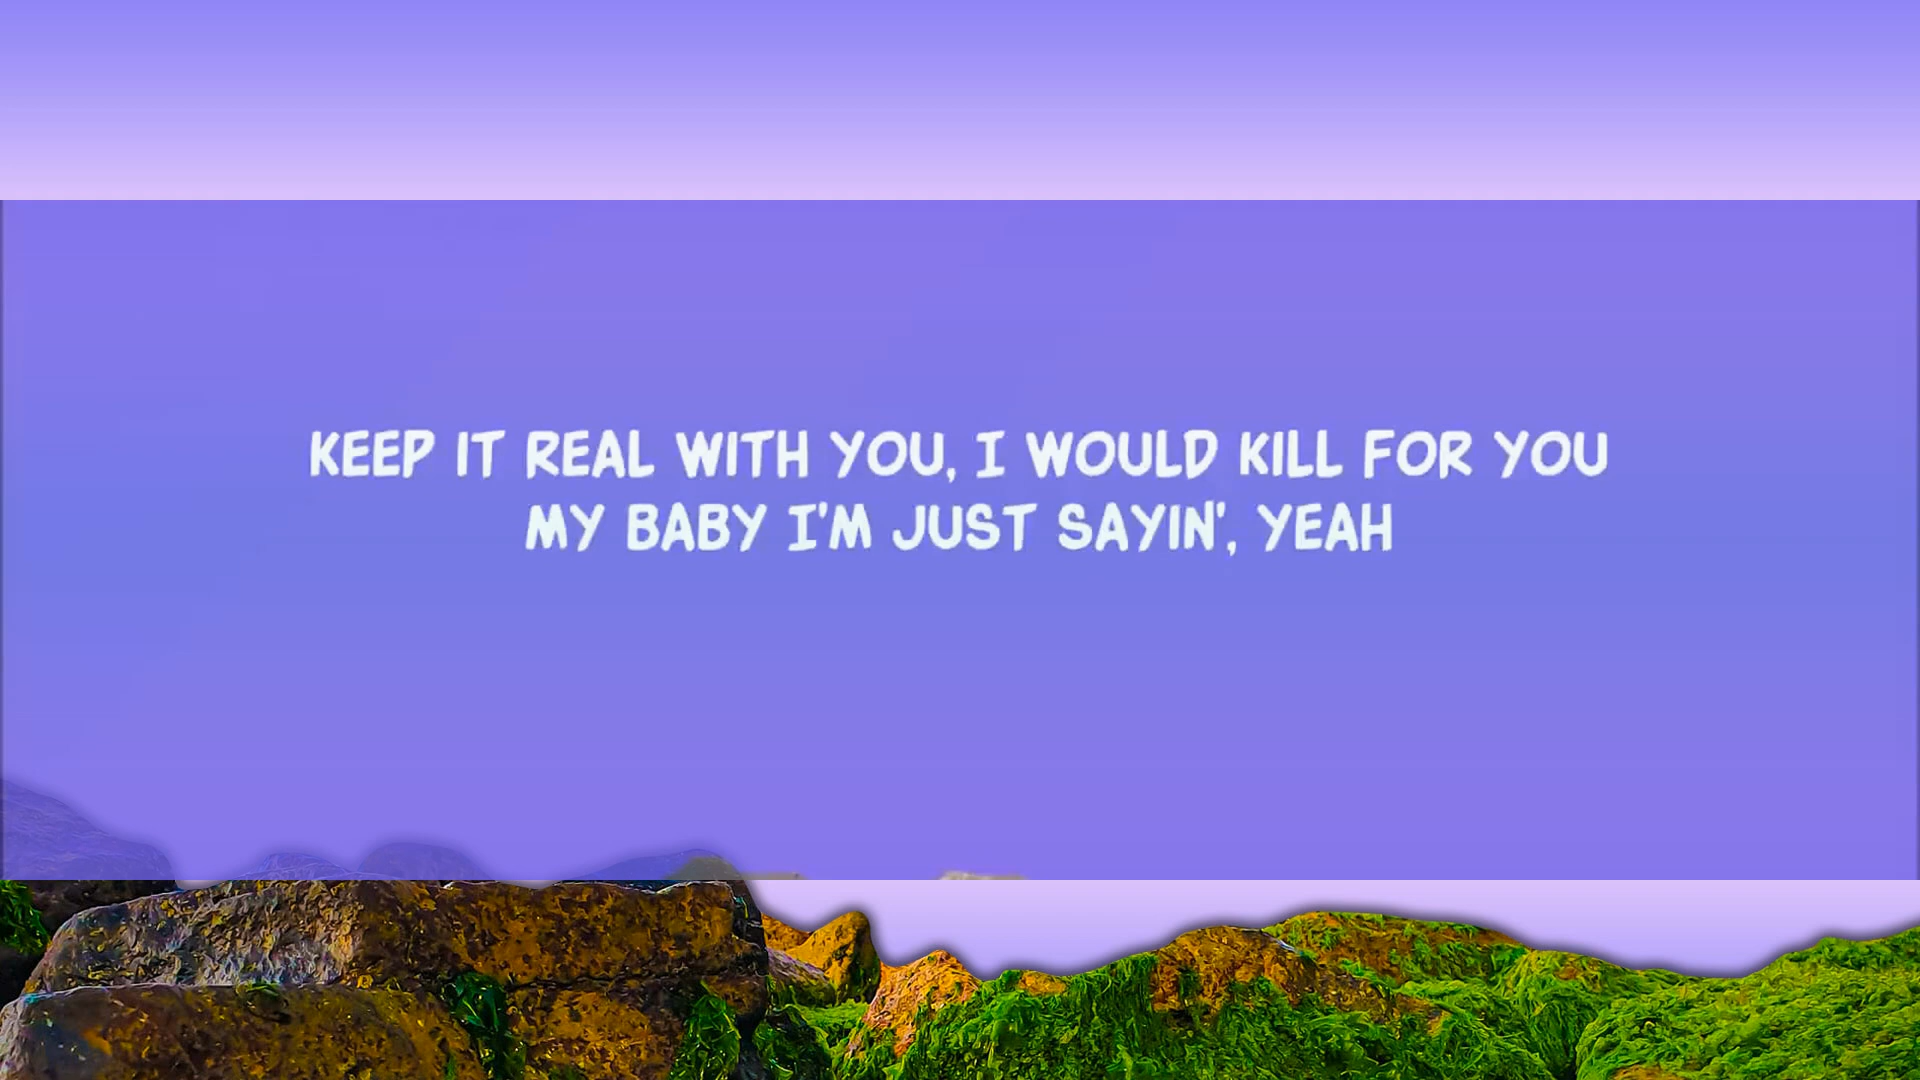 KEEP IT REAL WITH YOU, I WOULD KILL FOR YOU
MY BABY I'M JUST SAYIN', YEAH